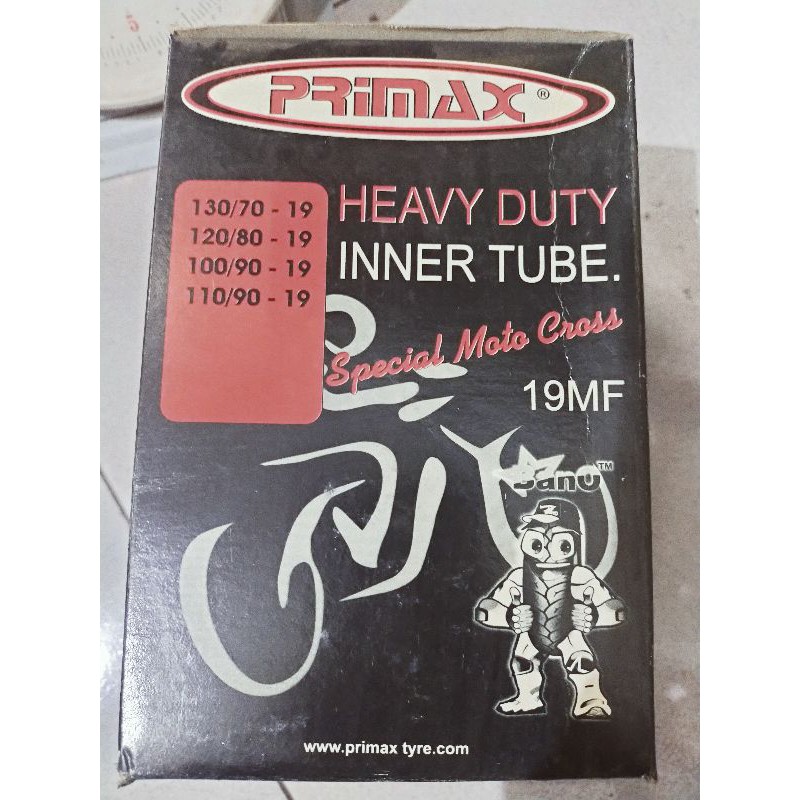 5
PRiMAX ®
130/70 - 19
120/80 - 19
100/90 - 19
110/90 - 19
HEAVY DUTY
INNER TUBE.
Special Moto Cross
19MF
BanO™
www.primax tyre.com